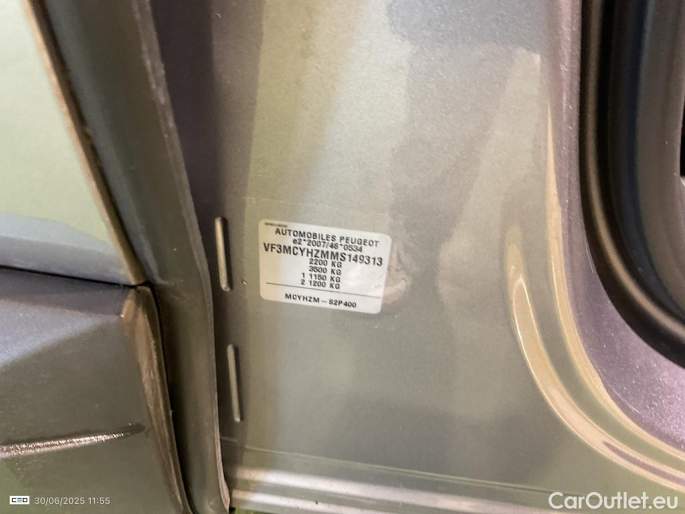 AUTOMOBILES PEUGEOT
e2*2007/46*0534
VF3MCYHZMMS149313
2200 KG
3500 KG
1 1150 KG
2 1200 KG
MCYHZM - S2P400
30/06/2025 11:55
CarOutlet.eu